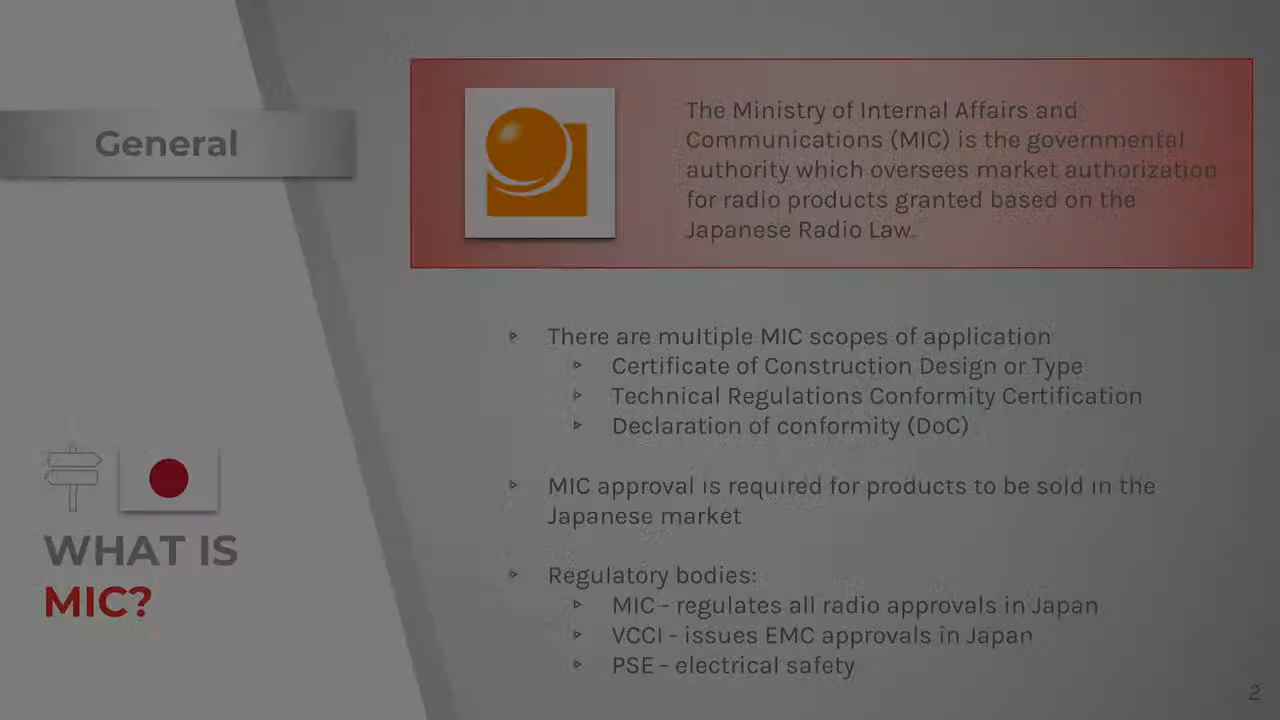 General
WHAT IS
MIC?
The Ministry of Internal Affairs and
Communications (MIC) is the governmental
authority which oversees market authorization
for radio products granted based on the
Japanese Radio Law.
There are multiple MIC scopes of application
Certificate of Construction Design or Type
Technical Regulations Conformity Certification
Declaration of conformity (DoC)
MIC approval is required for products to be sold in the
Japanese market
Regulatory bodies:
MIC - regulates all radio approvals in Japan
VCCI - issues EMC approvals in Japan
PSE - electrical safety
2